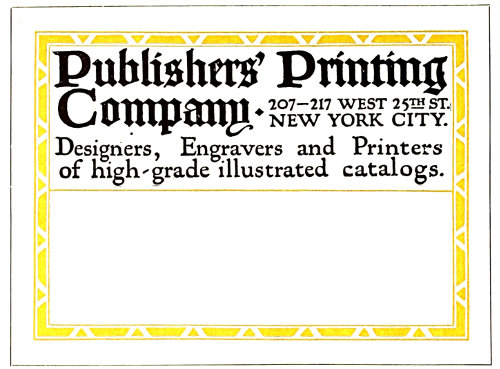 Publishers' Printing
Company · 207–217 WEST 25TH ST.
NEW YORK CITY.
Designers, Engravers and Printers
of high-grade illustrated catalogs.